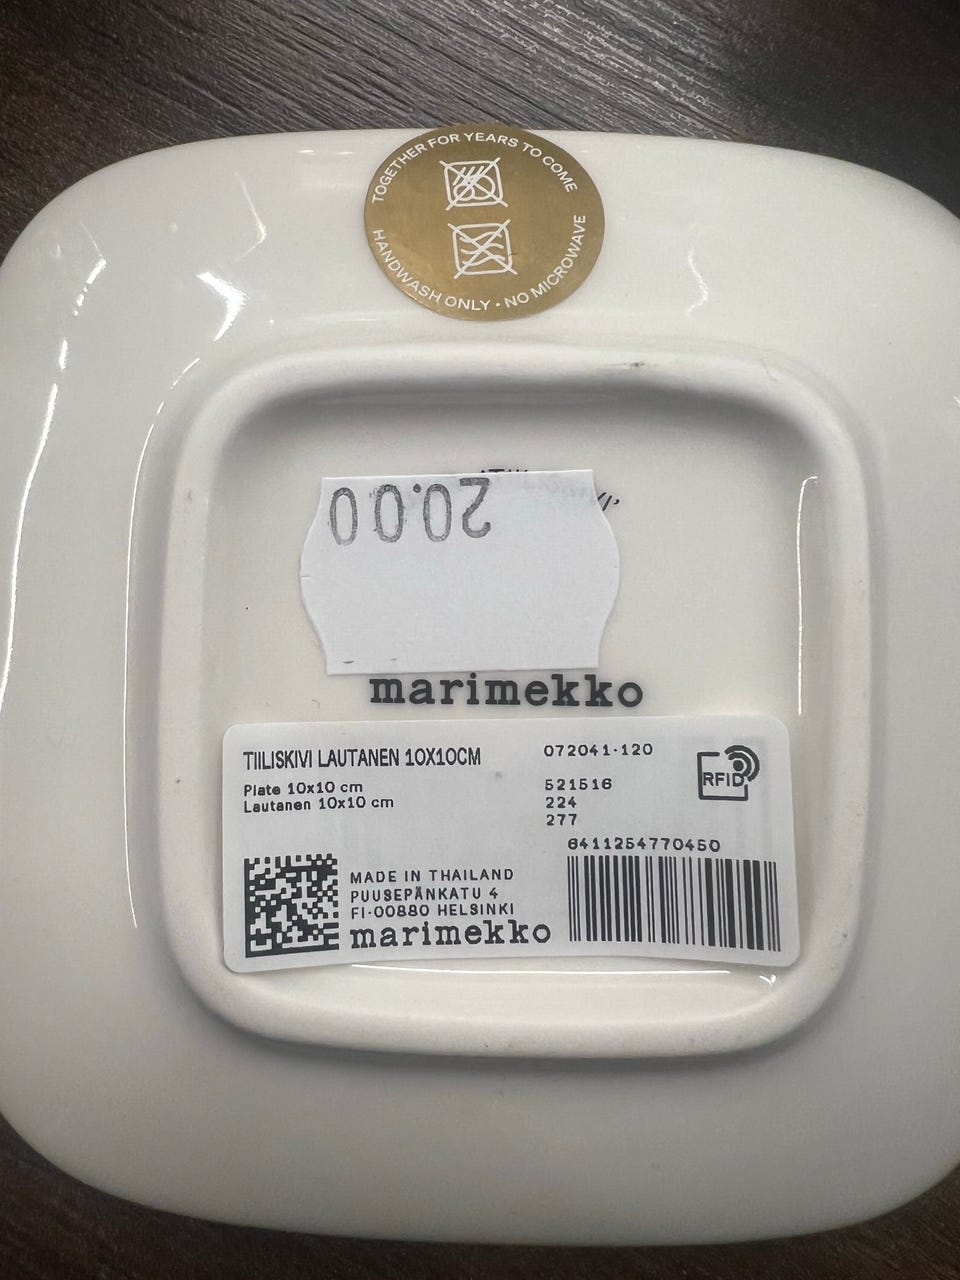 TOGETHER FOR YEARS TO COME
HANDWASH ONLY • NO MICROWAVE
20.00
marimekko
TIILISKIVI LAUTANEN 10X10CM
Plate 10x10 cm
Lautanen 10x10 cm
072041-120
521516
224
277
RFID
6411254770450
MADE IN THAILAND
PUUSEPÄNKATU 4
FI-00880 HELSINKI
marimekko